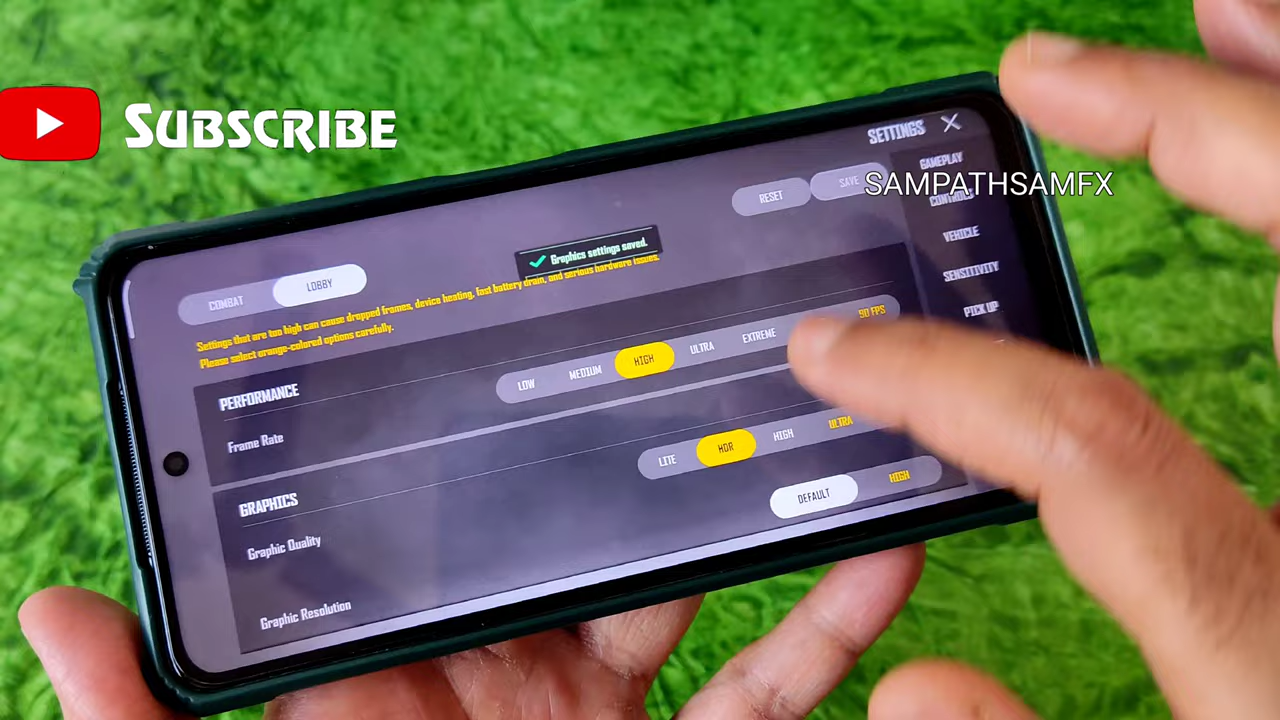 SUBSCRIBE
SETTINGS
SAMPATHSAMFX
GAMEPLAY
CONTROLS
VEHICLE
SENSITIVITY
PICK UP
RESET
SAVE
Graphics settings saved.
COMBAT
LOBBY
Settings that are too high can cause dropped frames, device heating, fast battery drain, and serious hardware issues.
Please select orange-colored options carefully.
PERFORMANCE
Frame Rate
LOW MEDIUM HIGH ULTRA EXTREME 90 FPS
GRAPHICS
Graphic Quality
LITE HDR HIGH ULTRA
Graphic Resolution
DEFAULT HIGH